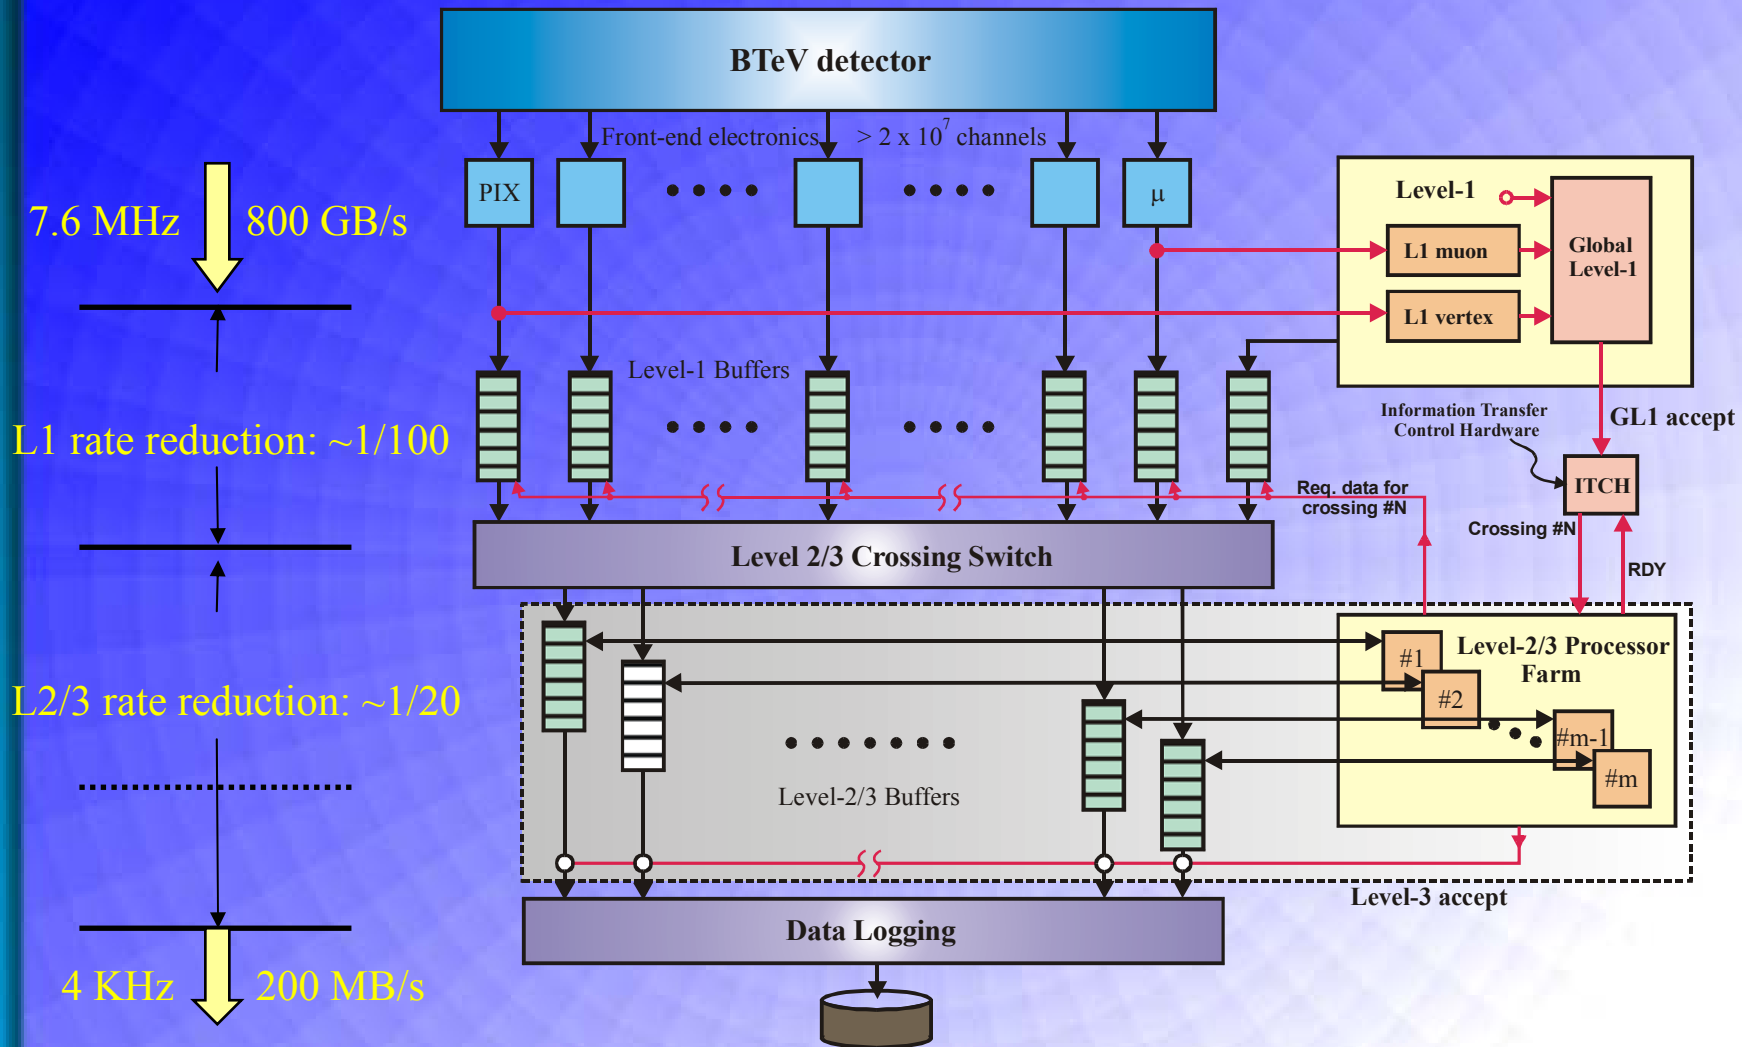 BTeV detector
Front-end electronics > 2 x 10⁷ channels
PIX
μ
7.6 MHz
800 GB/s
Level-1
L1 muon
L1 vertex
Global
Level-1
Level-1 Buffers
L1 rate reduction: ~1/100
Information Transfer
Control Hardware
GL1 accept
ITCH
Req. data for
crossing #N
Crossing #N
RDY
Level 2/3 Crossing Switch
#1
#2
#m-1
#m
Level-2/3 Processor
Farm
L2/3 rate reduction: ~1/20
Level-2/3 Buffers
Level-3 accept
Data Logging
4 KHz
200 MB/s